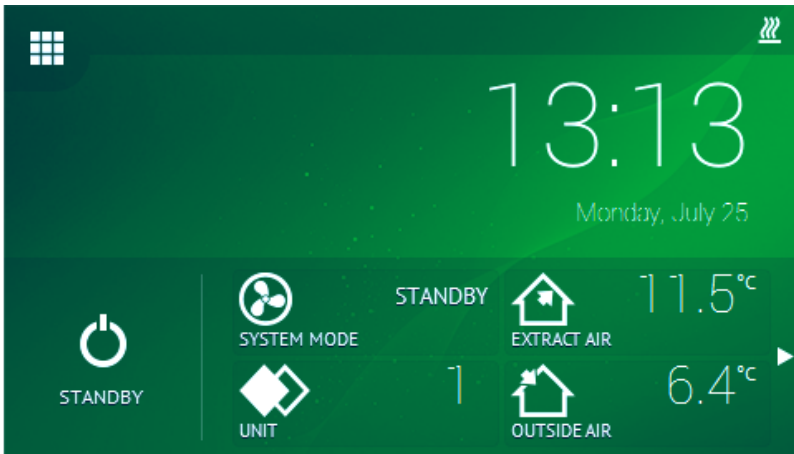 13:13
Monday, July 25
STANDBY
SYSTEM MODE
STANDBY
EXTRACT AIR
11.5°C
UNIT
1
OUTSIDE AIR
6.4°C